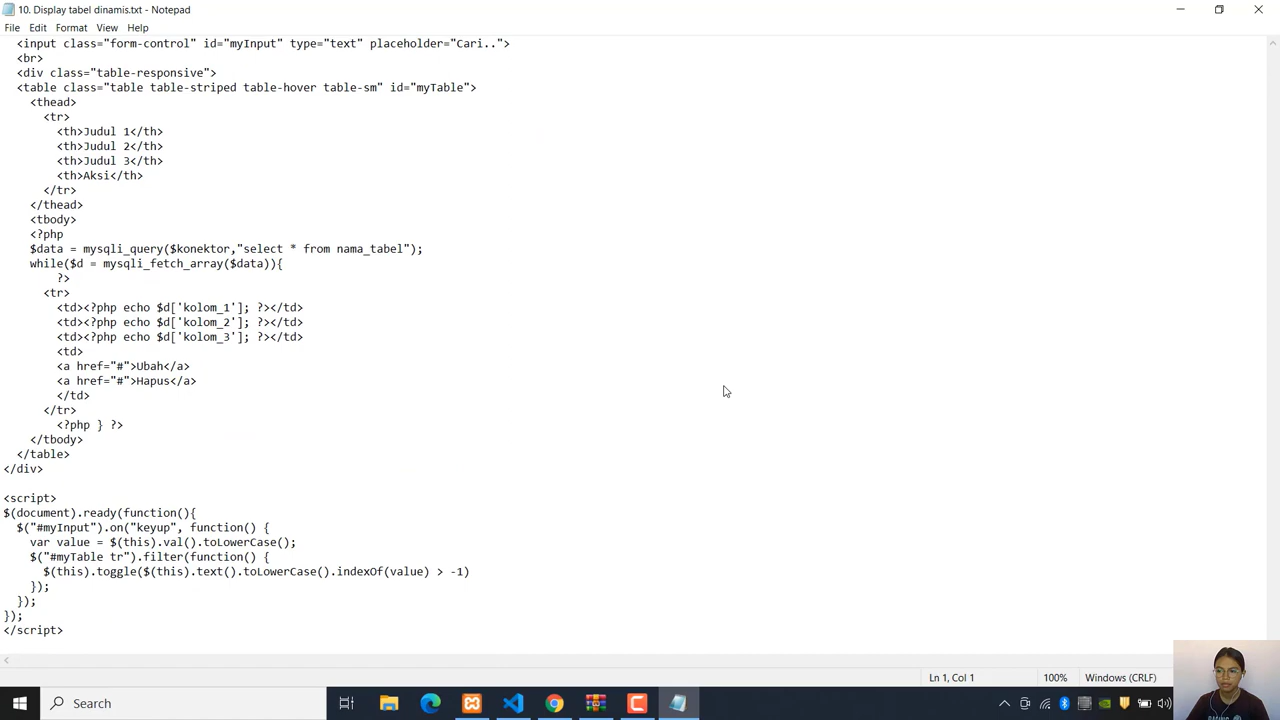 10. Display tabel dinamis.txt - Notepad
File Edit Format View Help
<input class="form-control" id="myInput" type="text" placeholder="Cari..">
<br>
<div class="table-responsive">
<table class="table table-striped table-hover table-sm" id="myTable">
<thead>
<tr>
<th>Judul 1</th>
<th>Judul 2</th>
<th>Judul 3</th>
<th>Aksi</th>
</tr>
</thead>
<tbody>
<?php
$data = mysqli_query($konektor,"select * from nama_tabel");
while($d = mysqli_fetch_array($data)){
?>
<tr>
<td><?php echo $d['kolom_1']; ?></td>
<td><?php echo $d['kolom_2']; ?></td>
<td><?php echo $d['kolom_3']; ?></td>
<td>
<a href="#">Ubah</a>
<a href="#">Hapus</a>
</td>
</tr>
<?php } ?>
</tbody>
</table>
</div>
<script>
$(document).ready(function(){
$("#myInput").on("keyup", function() {
var value = $(this).val().toLowerCase();
$("#myTable tr").filter(function() {
$(this).toggle($(this).text().toLowerCase().indexOf(value) > -1)
});
});
});
</script>
Ln 1, Col 1 100% Windows (CRLF)
Search